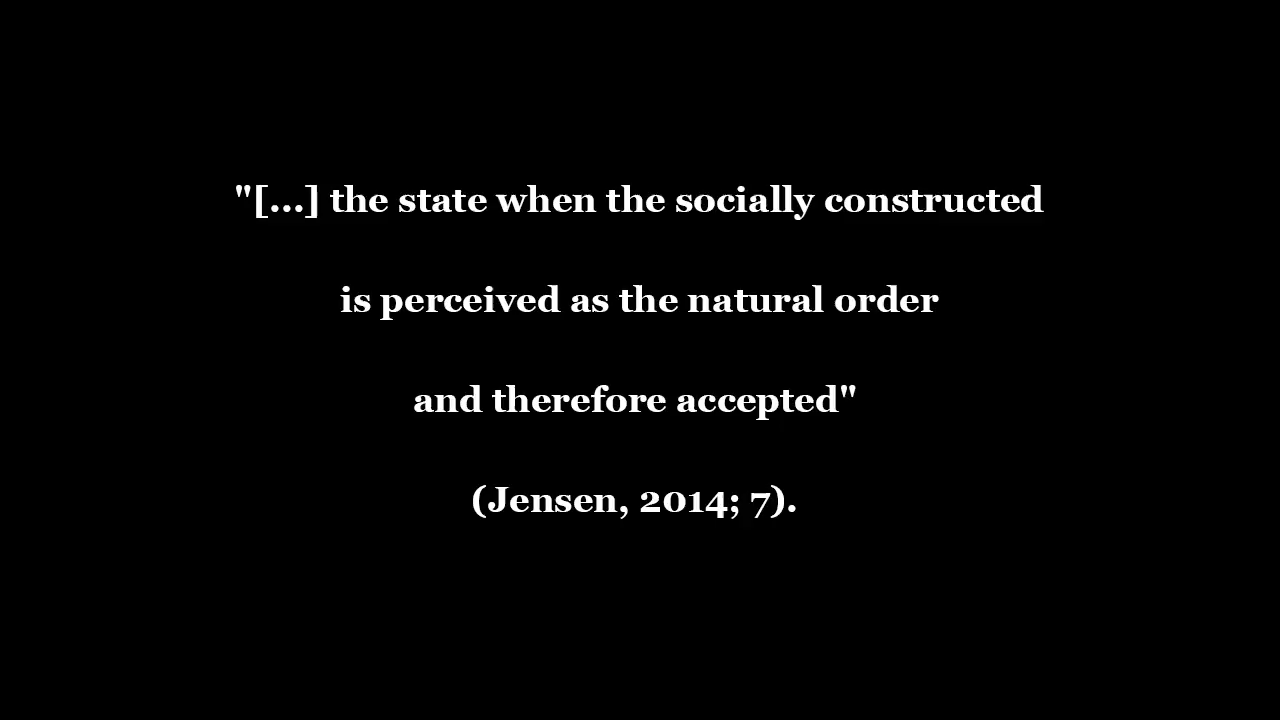 "[...] the state when the socially constructed
is perceived as the natural order
and therefore accepted"
(Jensen, 2014; 7).